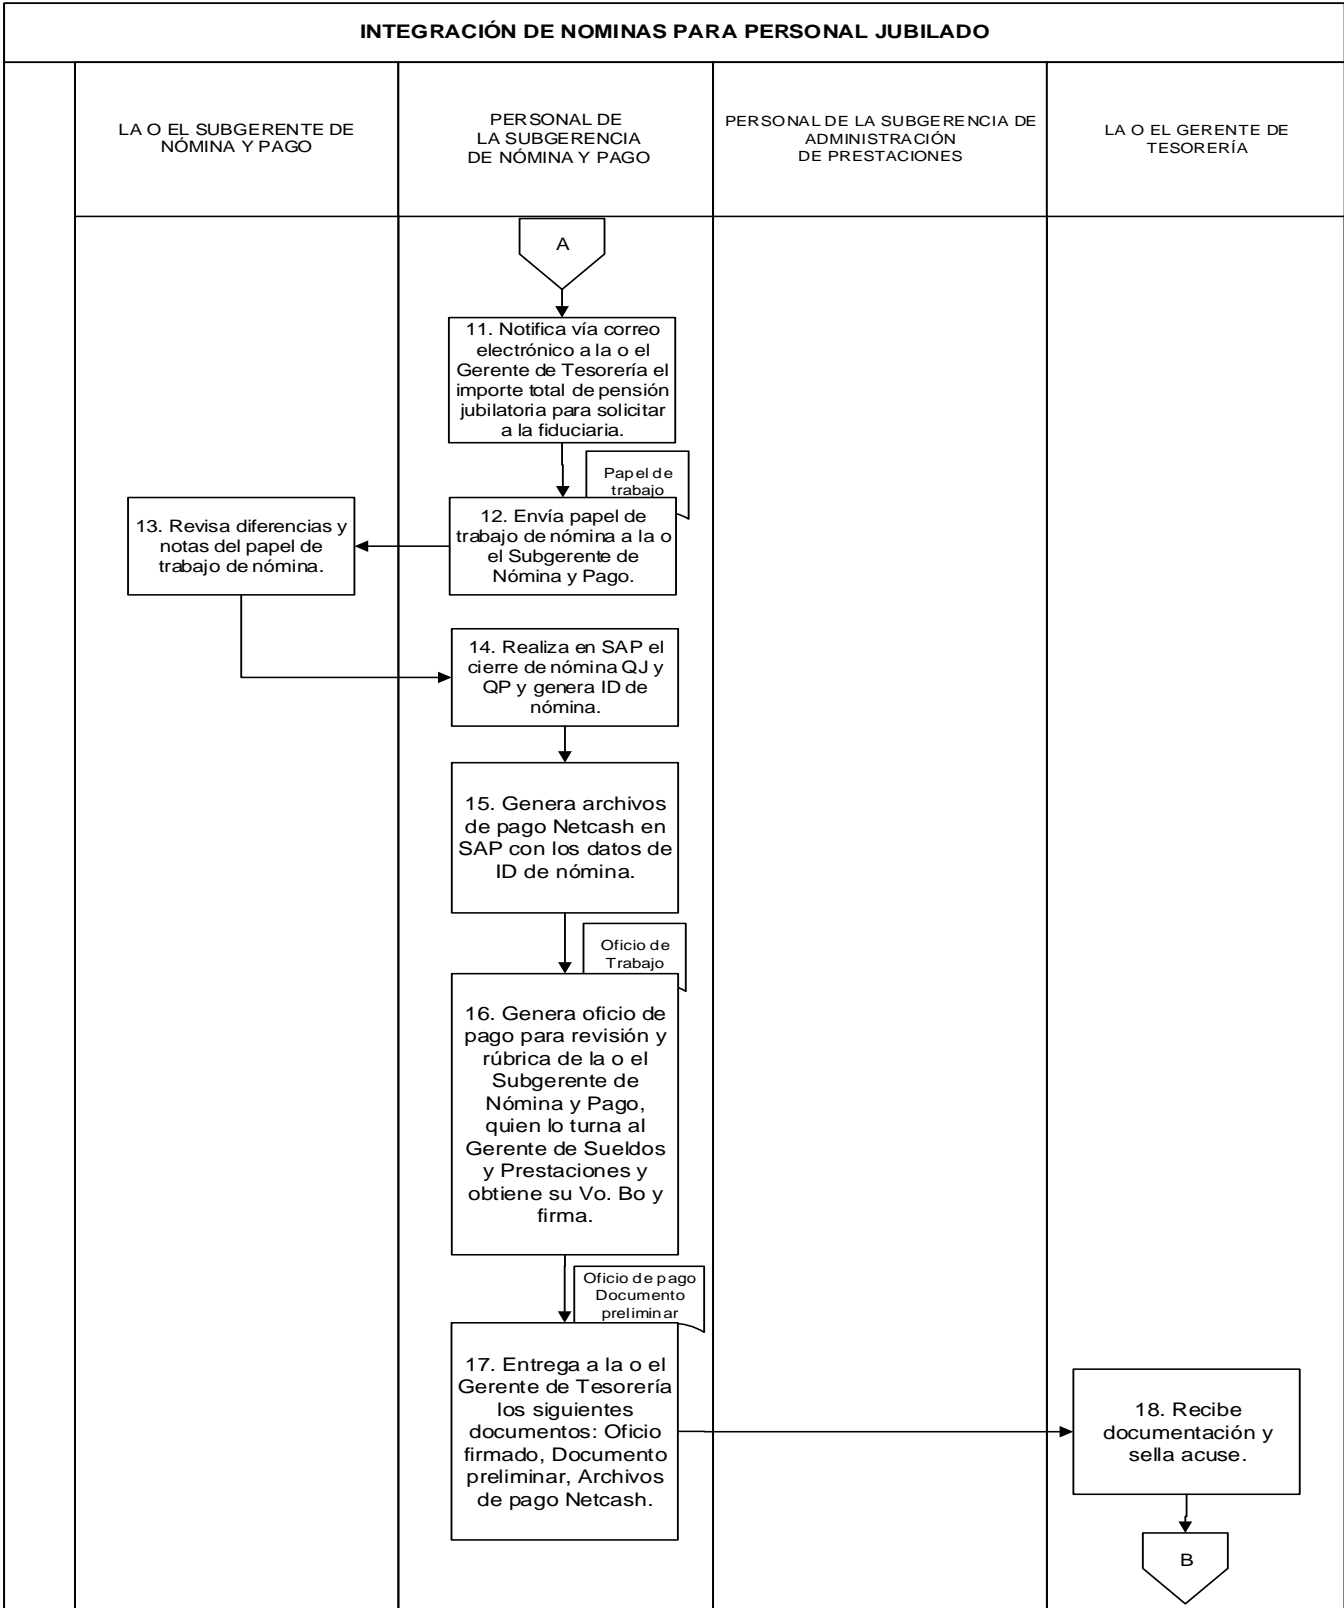 INTEGRACIÓN DE NOMINAS PARA PERSONAL JUBILADO
LA O EL SUBGERENTE DE
NÓMINA Y PAGO
PERSONAL DE
LA SUBGERENCIA
DE NÓMINA Y PAGO
PERSONAL DE LA SUBGERENCIA DE
ADMINISTRACIÓN
DE PRESTACIONES
LA O EL GERENTE DE
TESORERÍA
A
11. Notifica vía correo
electrónico a la o el
Gerente de Tesorería el
importe total de pensión
jubilatoria para solicitar
a la fiduciaria.
Papel de
trabajo
12. Envía papel de
trabajo de nómina a la o
el Subgerente de
Nómina y Pago.
13. Revisa diferencias y
notas del papel de
trabajo de nómina.
14. Realiza en SAP el
cierre de nómina QJ y
QP y genera ID de
nómina.
15. Genera archivos
de pago Netcash en
SAP con los datos de
ID de nómina.
Oficio de
Trabajo
16. Genera oficio de
pago para revisión y
rúbrica de la o el
Subgerente de
Nómina y Pago,
quien lo turna al
Gerente de Sueldos
y Prestaciones y
obtiene su Vo. Bo y
firma.
Oficio de pago
Documento
preliminar
17. Entrega a la o el
Gerente de Tesorería
los siguientes
documentos: Oficio
firmado, Documento
preliminar, Archivos
de pago Netcash.
18. Recibe
documentación y
sella acuse.
B